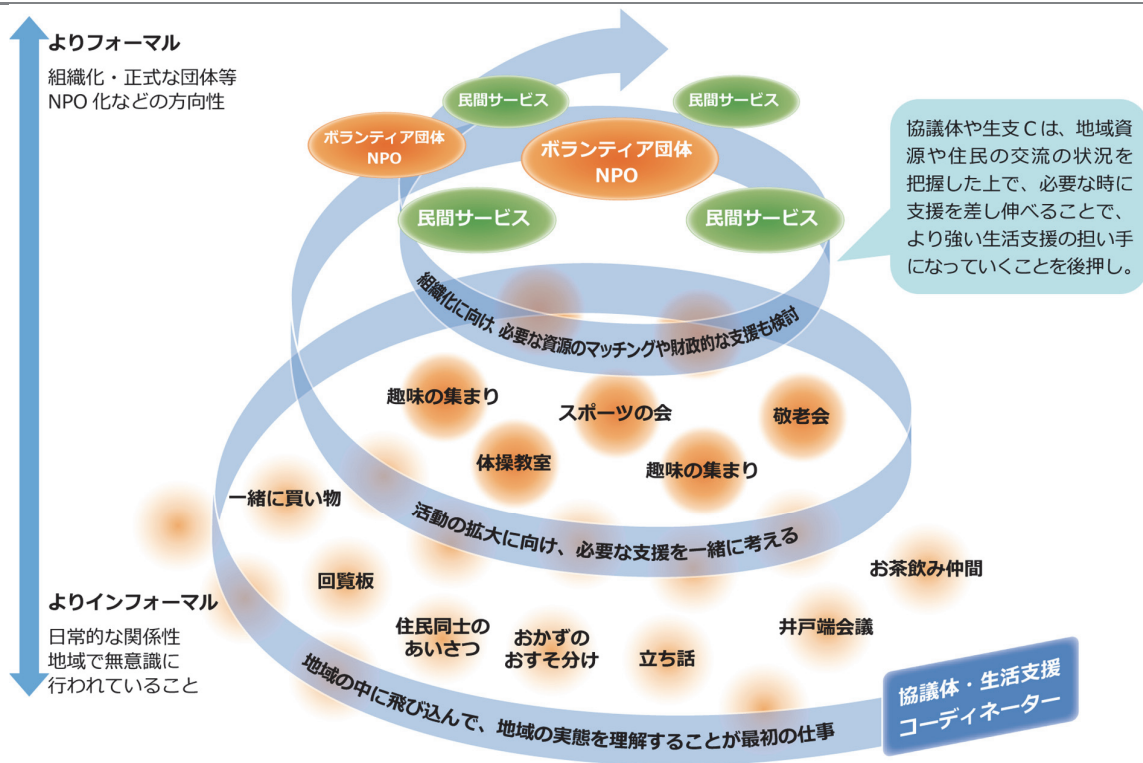 よりフォーマル
組織化・正式な団体等
NPO 化などの方向性
民間サービス
民間サービス
ボランティア団体
NPO
ボランティア団体
NPO
民間サービス
民間サービス
協議体や生支Cは、地域資
源や住民の交流の状況を
把握した上で、必要な時に
支援を差し伸べることで、
より強い生活支援の担い手
になっていくことを後押し。
組織化に向け、必要な資源のマッチングや財政的な支援も検討
趣味の集まり
スポーツの会
敬老会
体操教室
趣味の集まり
一緒に買い物
活動の拡大に向け、必要な支援を一緒に考える
お茶飲み仲間
回覧板
よりインフォーマル
日常的な関係性
地域で無意識に
行われていること
住民同士の
あいさつ
おかずの
おすそ分け
立ち話
井戸端会議
地域の中に飛び込んで、地域の実態を理解することが最初の仕事
協議体・生活支援
コーディネーター